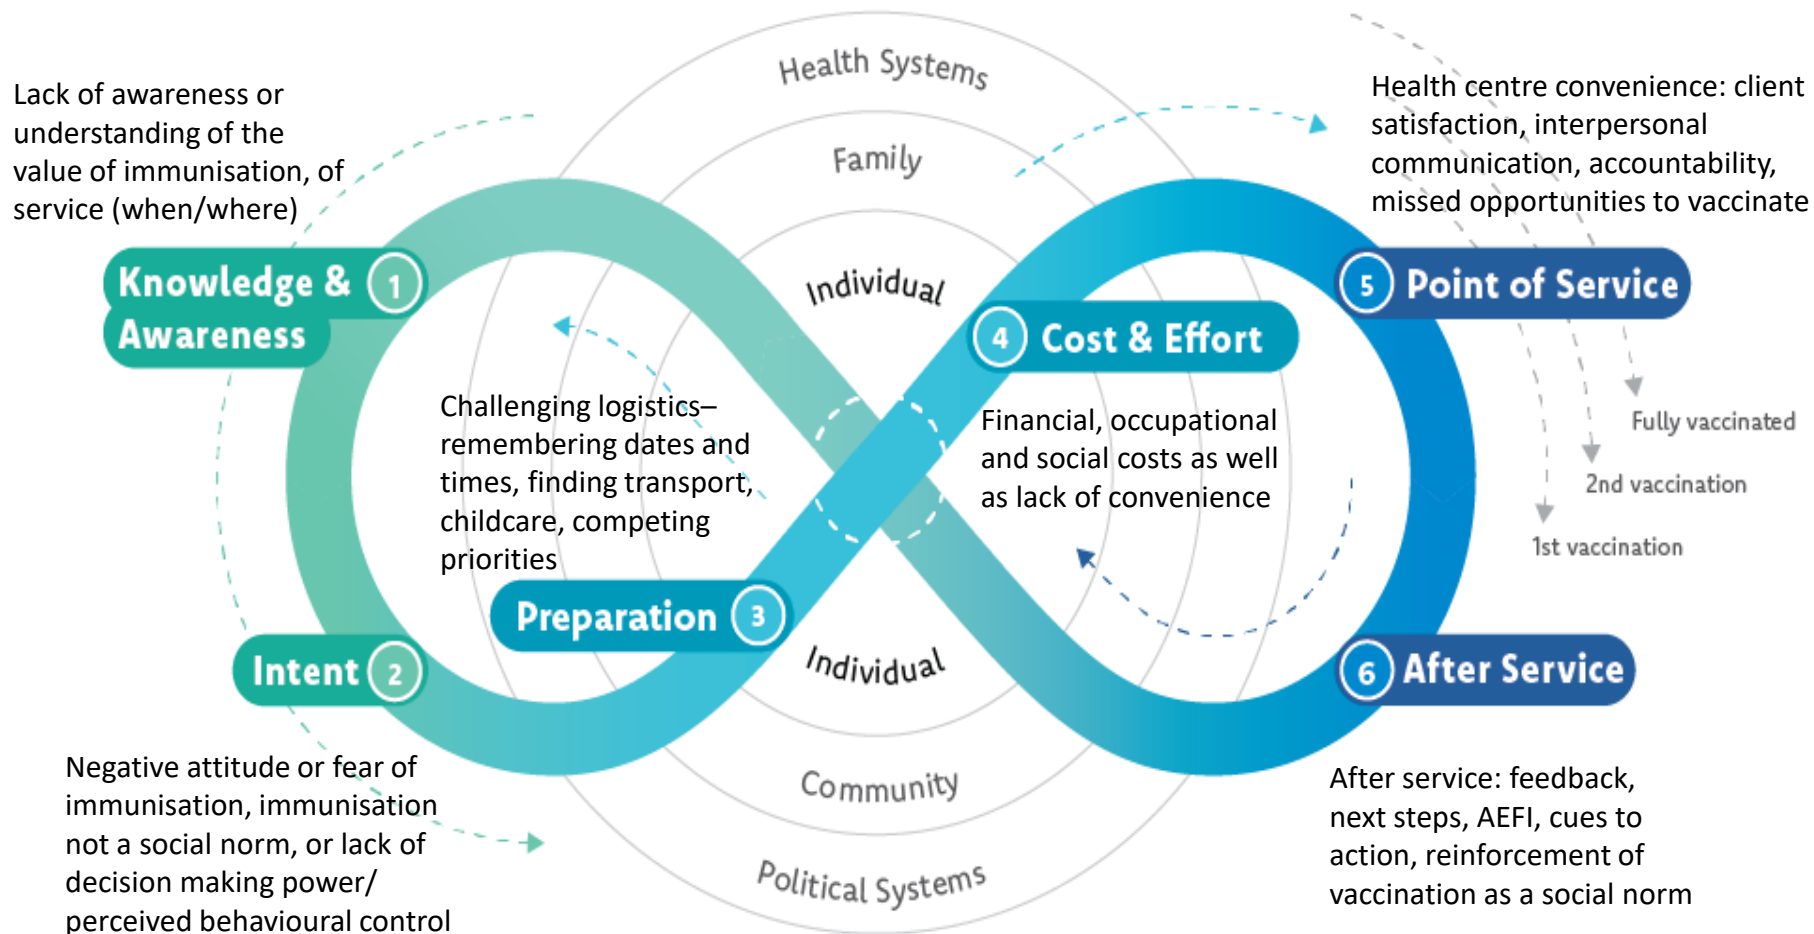 Health Systems
Family
Individual
Lack of awareness or
understanding of the
value of immunisation, of
service (when/where)
Knowledge & 1
Awareness
Health centre convenience: client
satisfaction, interpersonal
communication, accountability,
missed opportunities to vaccinate
5 Point of Service
4 Cost & Effort
Challenging logistics–
remembering dates and
times, finding transport,
childcare, competing
priorities
Financial, occupational
and social costs as well
as lack of convenience
Fully vaccinated
2nd vaccination
1st vaccination
Preparation 3
Intent 2
Individual
6 After Service
Negative attitude or fear of
immunisation, immunisation
not a social norm, or lack of
decision making power/
perceived behavioural control
Community
Political Systems
After service: feedback,
next steps, AEFI, cues to
action, reinforcement of
vaccination as a social norm